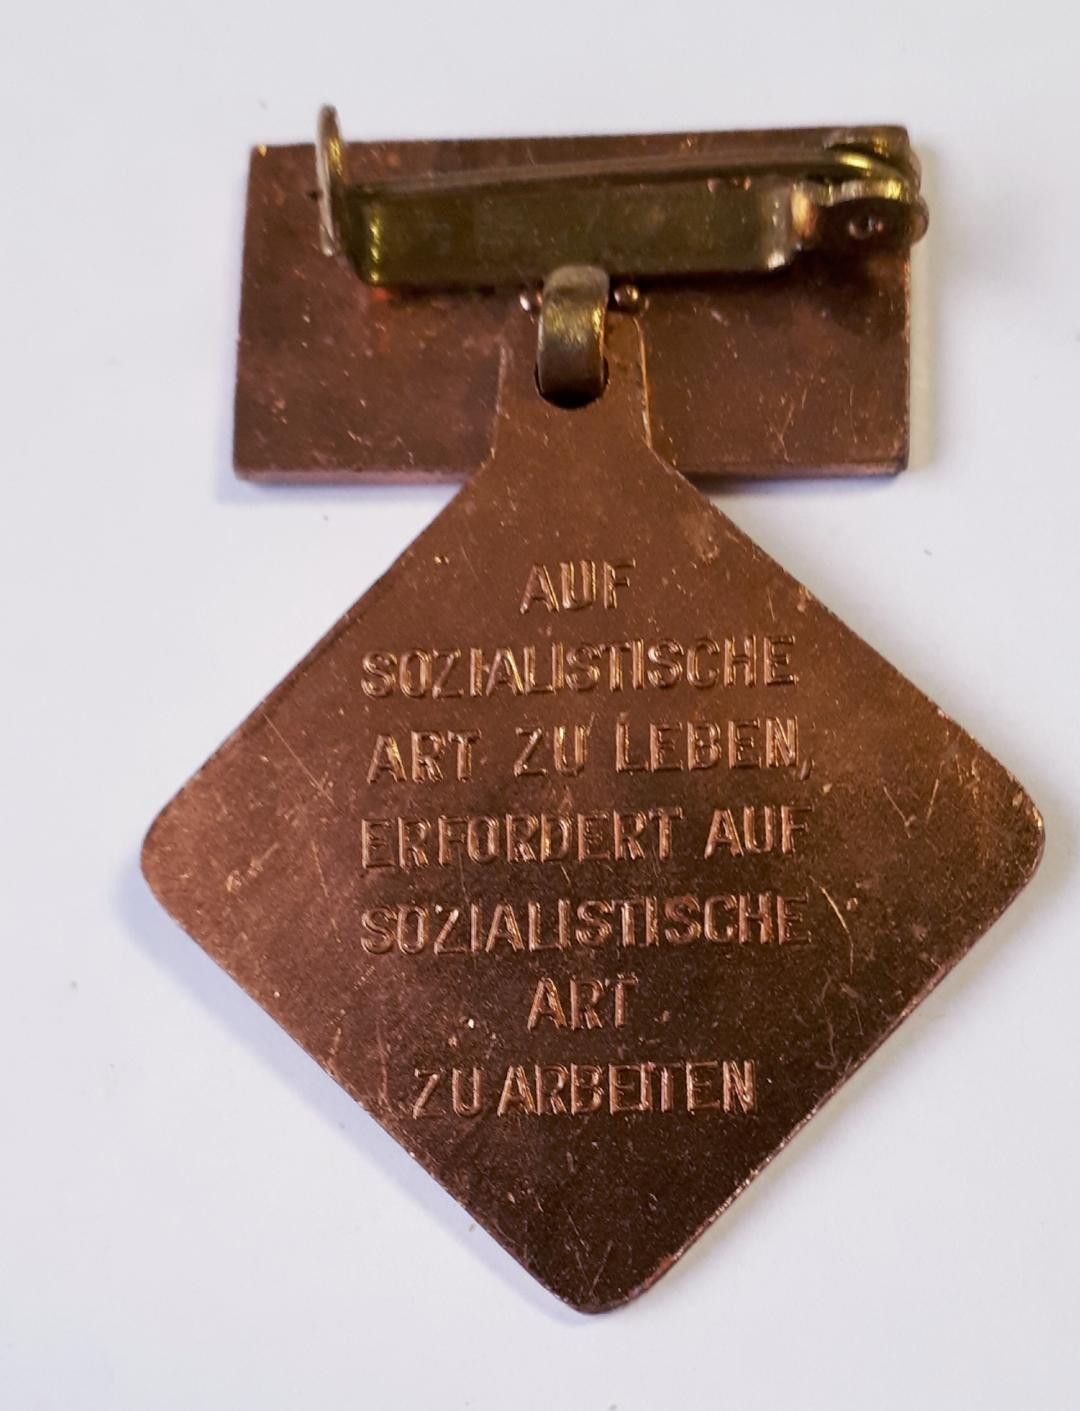 AUF
SOZIALISTISCHE
ART ZU LEBEN,
ERFORDERT AUF
SOZIALISTISCHE
ART
ZU ARBEITEN